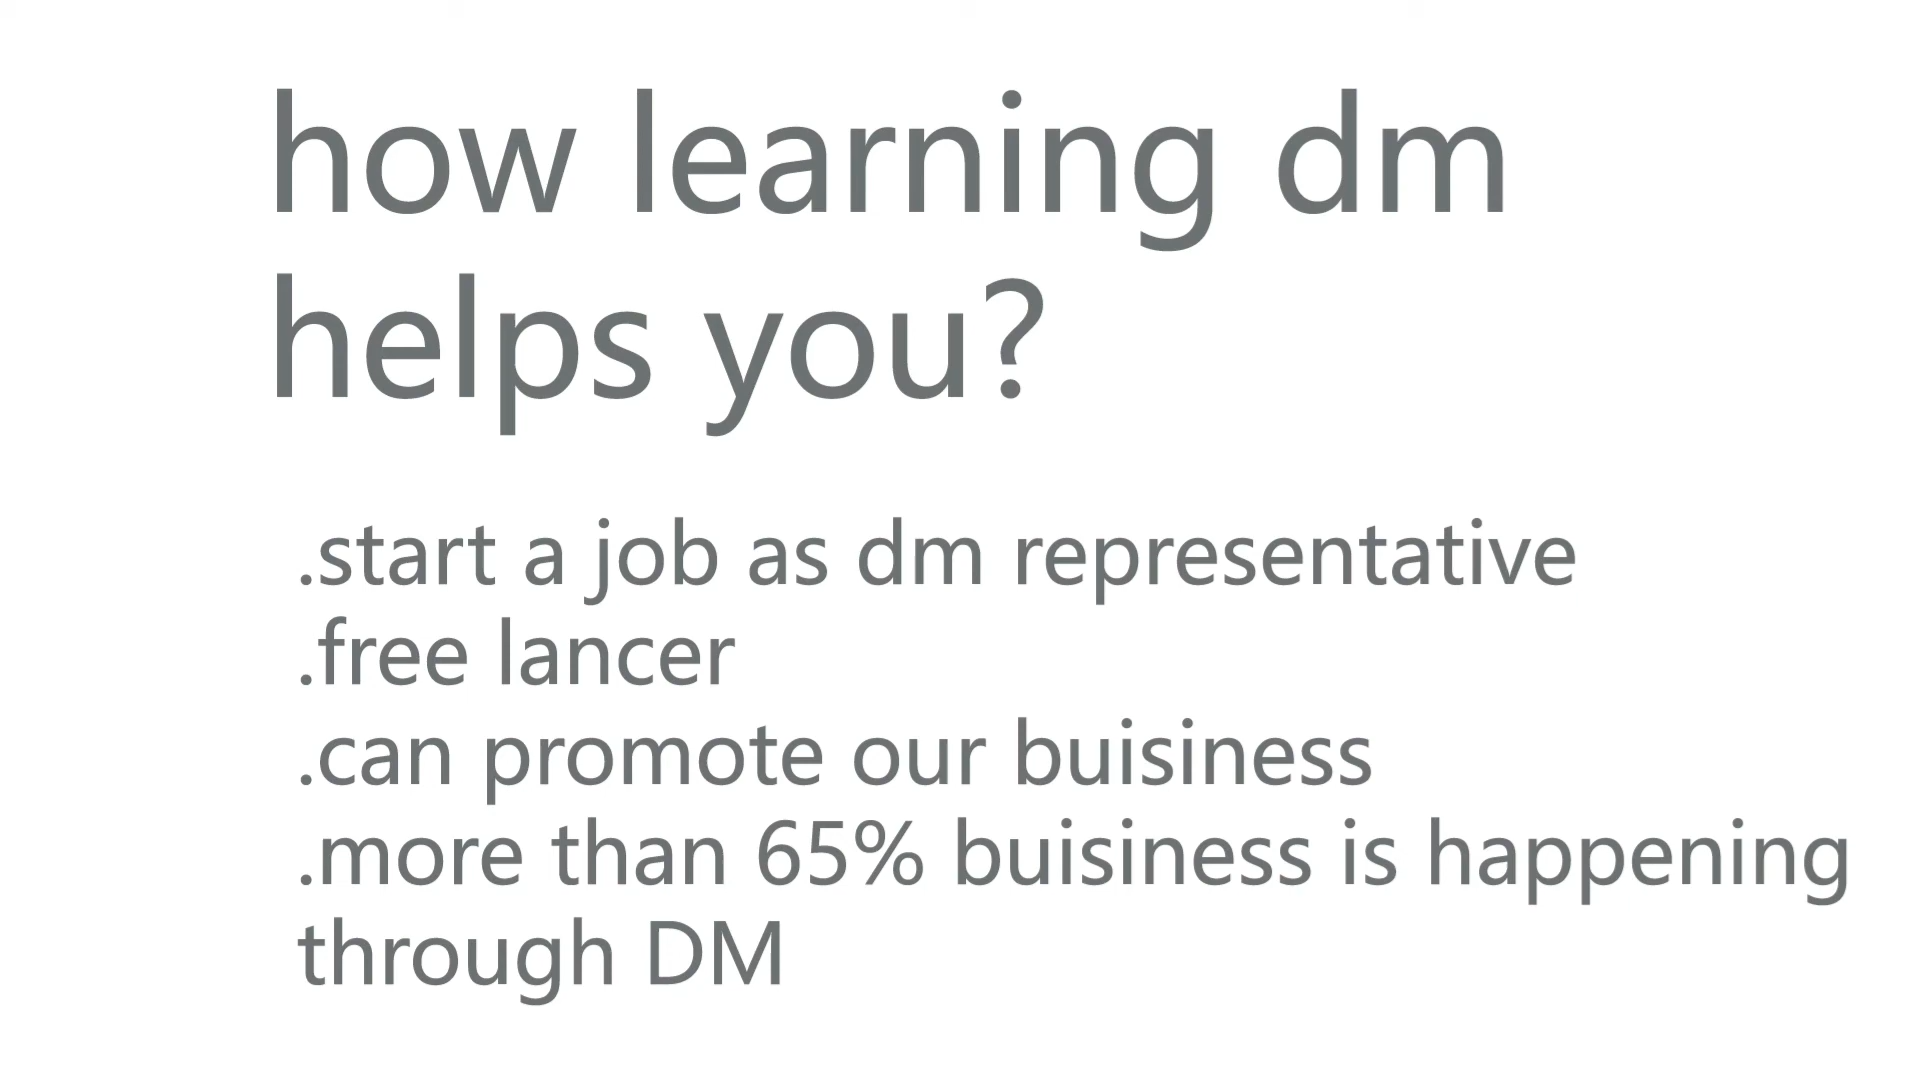 how learning dm
helps you?
.start a job as dm representative
.free lancer
.can promote our buisiness
.more than 65% buisiness is happening
through DM